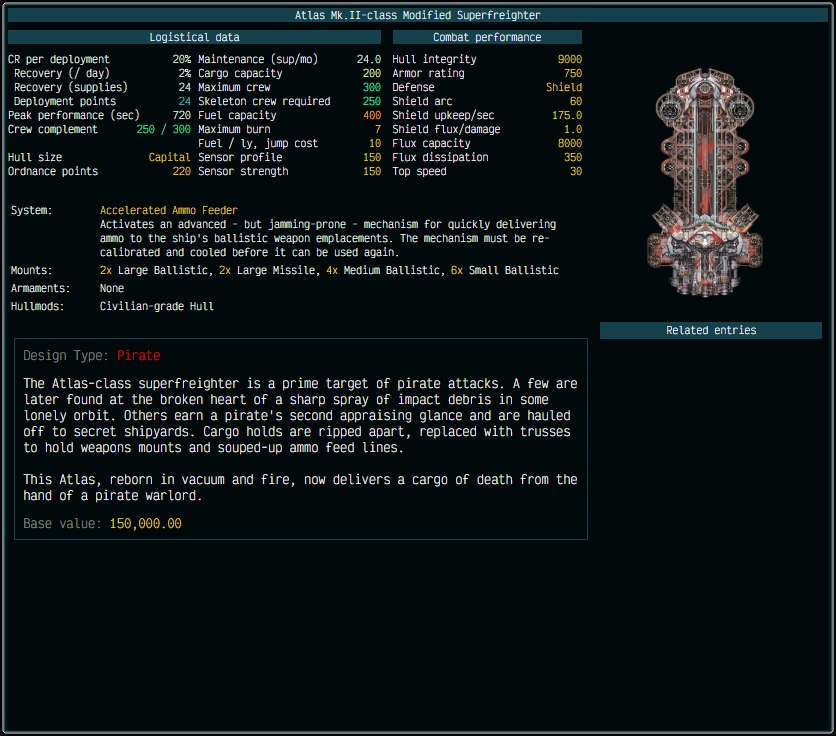 Atlas Mk.II-class Modified Superfreighter
Logistical data
Combat performance
CR per deployment 20% Maintenance (sup/mo) 24.0 Hull integrity 9000
Recovery (/ day) 2% Cargo capacity 200 Armor rating 750
Recovery (supplies) 24 Maximum crew 300 Defense Shield
Deployment points 24 Skeleton crew required 250 Shield arc 60
Peak performance (sec) 720 Fuel capacity 400 Shield upkeep/sec 175.0
Crew complement 250 / 300 Maximum burn 7 Shield flux/damage 1.0
Fuel / ly, jump cost 10 Flux capacity 8000
Hull size Capital Sensor profile 150 Flux dissipation 350
Ordnance points 220 Sensor strength 150 Top speed 30
System: Accelerated Ammo Feeder
Activates an advanced - but jamming-prone - mechanism for quickly delivering
ammo to the ship's ballistic weapon emplacements. The mechanism must be re-
calibrated and cooled before it can be used again.
Mounts: 2x Large Ballistic, 2x Large Missile, 4x Medium Ballistic, 6x Small Ballistic
Armaments: None
Hullmods: Civilian-grade Hull
Related entries
Design Type: Pirate
The Atlas-class superfreighter is a prime target of pirate attacks. A few are
later found at the broken heart of a sharp spray of impact debris in some
lonely orbit. Others earn a pirate's second appraising glance and are hauled
off to secret shipyards. Cargo holds are ripped apart, replaced with trusses
to hold weapons mounts and souped-up ammo feed lines.
This Atlas, reborn in vacuum and fire, now delivers a cargo of death from the
hand of a pirate warlord.
Base value: 150,000.00